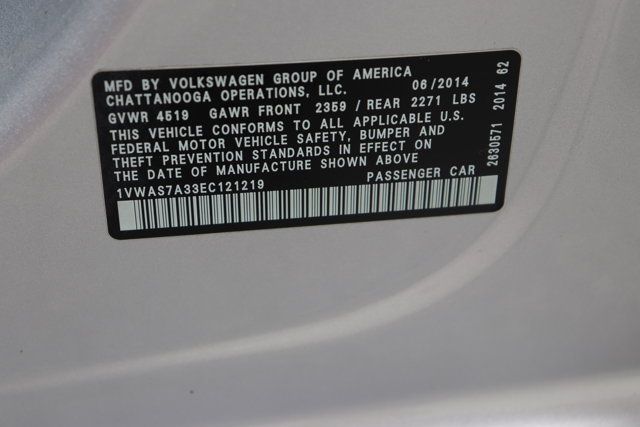 MFD BY VOLKSWAGEN GROUP OF AMERICA
CHATTANOOGA OPERATIONS, LLC. 06/2014
GVWR 4519 GAWR FRONT 2359 / REAR 2271 LBS
THIS VEHICLE CONFORMS TO ALL APPLICABLE U.S.
FEDERAL MOTOR VEHICLE SAFETY, BUMPER AND
THEFT PREVENTION STANDARDS IN EFFECT ON
THE DATE OF MANUFACTURE SHOWN ABOVE
1VWAS7A33EC121219 PASSENGER CAR
2630571 2014 62